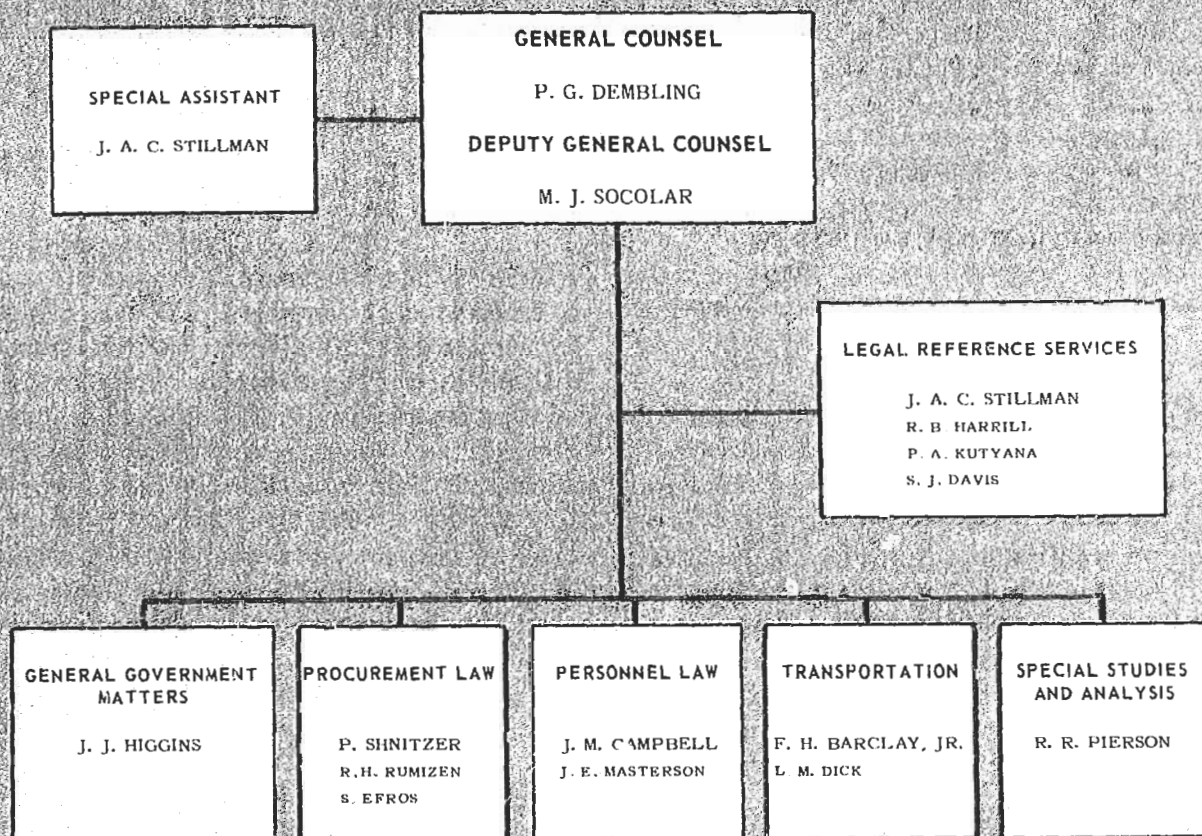 SPECIAL ASSISTANT
J. A. C. STILLMAN
GENERAL COUNSEL
P. G. DEMBLING
DEPUTY GENERAL COUNSEL
M. J. SOCOLAR
LEGAL REFERENCE SERVICES
J. A. C. STILLMAN
R. B. HARRILL
P. A. KUTYANA
S. J. DAVIS
GENERAL GOVERNMENT
MATTERS
J. J. HIGGINS
PROCUREMENT LAW
P. SHNITZER
R.H. RUMIZEN
S. EFROS
PERSONNEL LAW
J. M. CAMPBELL
J. E. MASTERSON
TRANSPORTATION
F. H. BARCLAY, JR.
L. M. DICK
SPECIAL STUDIES
AND ANALYSIS
R. R. PIERSON